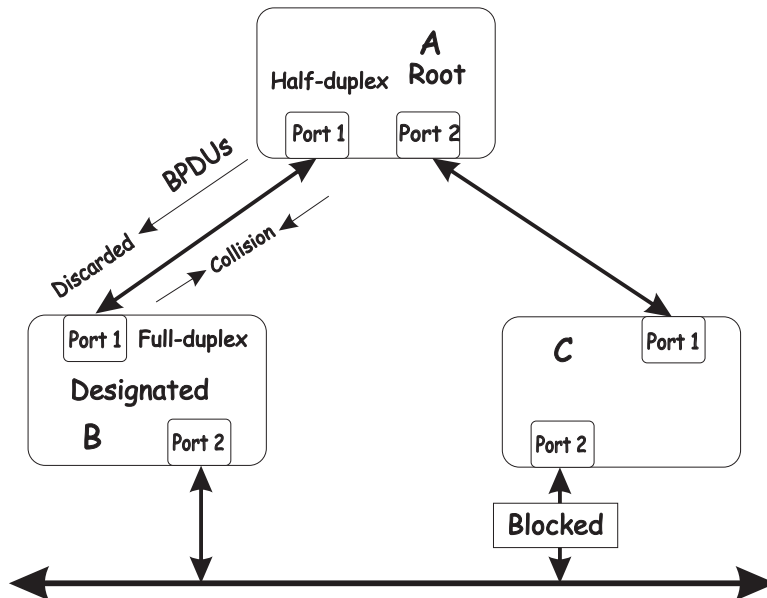 A
Root
Half-duplex
Port 1
Port 2
BPDUs
Discarded
Collision
Port 1
Full-duplex
Designated
B
Port 2
C
Port 1
Port 2
Blocked